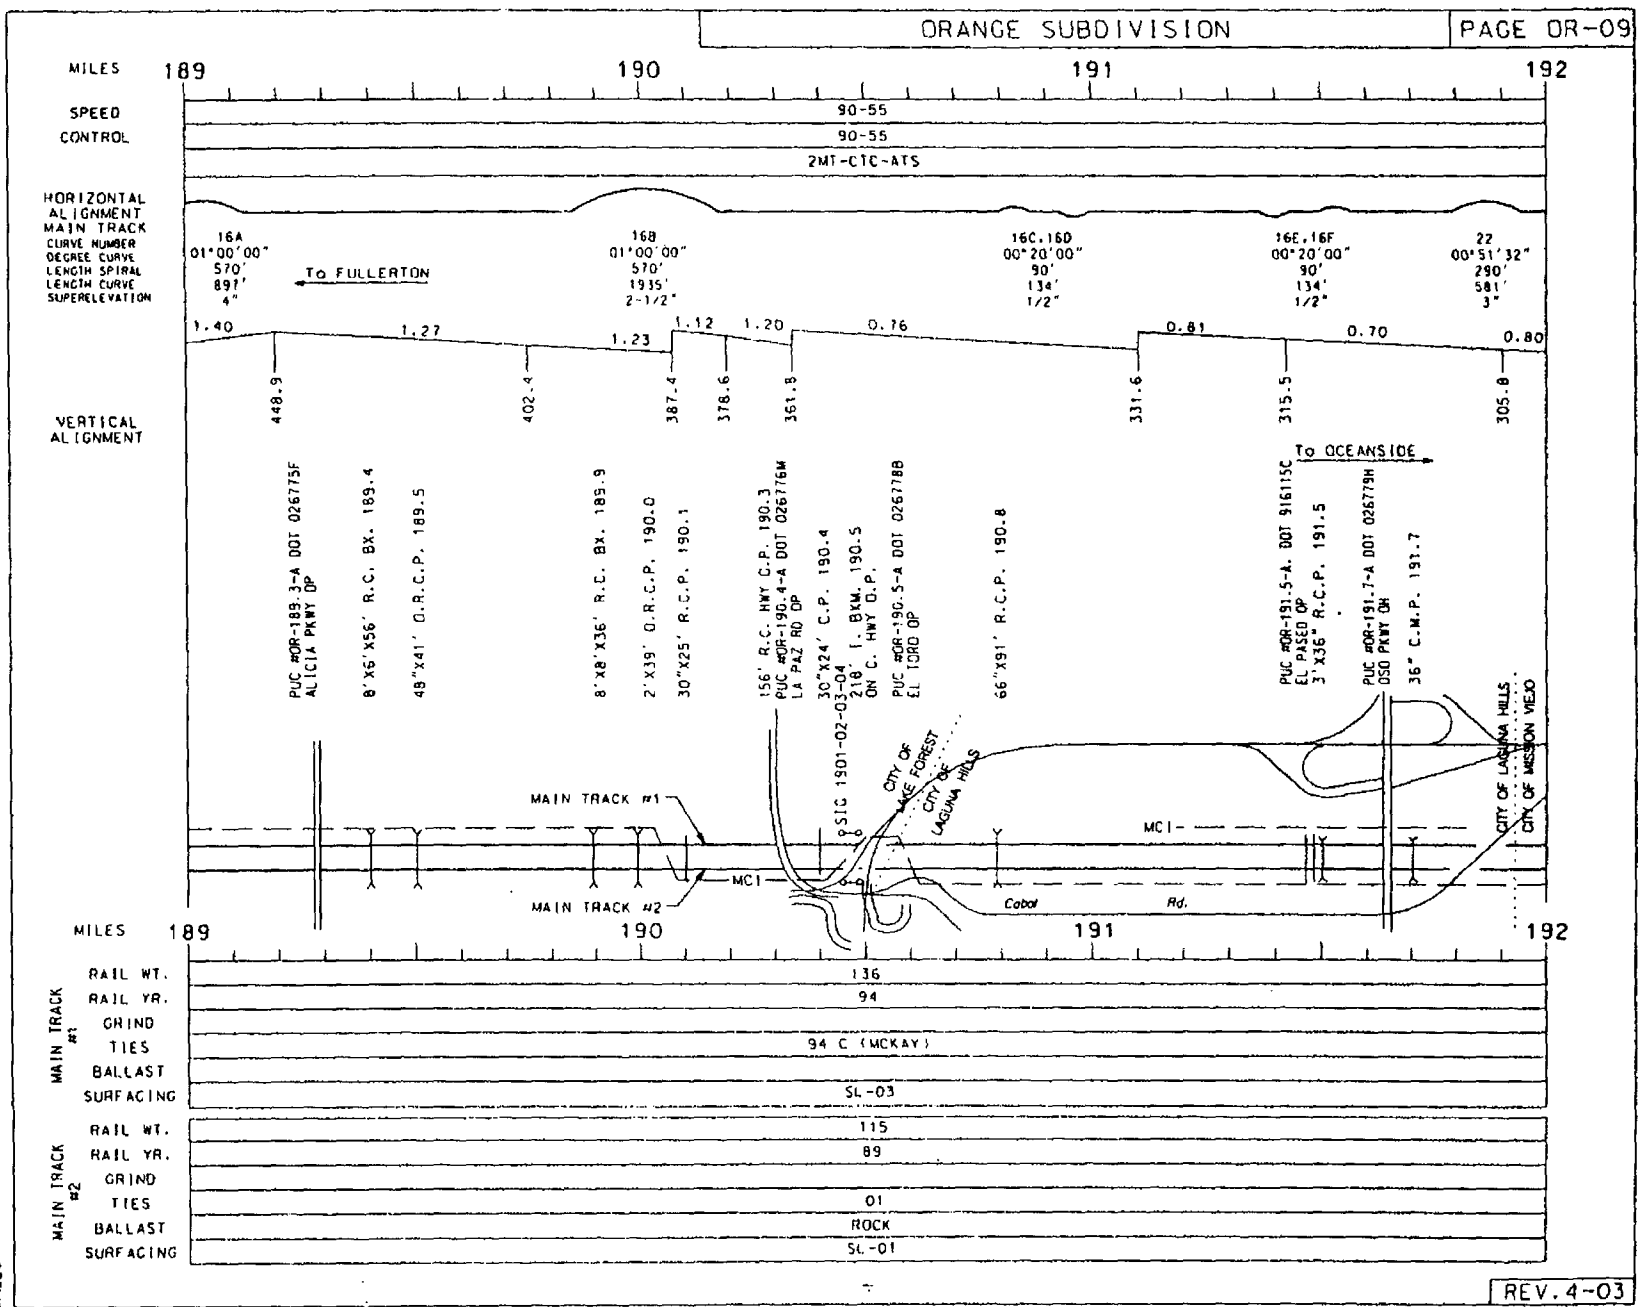 ORANGE SUBDIVISION
PAGE OR-09
MILES 189 190 191 192
SPEED 90-55
CONTROL 90-55
2MT-CTC-ATS
HORIZONTAL
ALIGNMENT
MAIN TRACK
CURVE NUMBER 16A 16B 16C,16D 16E,16F 22
DEGREE CURVE 01°00'00" 01°00'00" 00°20'00" 00°20'00" 00°51'32"
LENGTH SPIRAL 570' 570' 90' 90' 290'
LENGTH CURVE 897' 1935' 134' 134' 581'
SUPERELEVATION 4" 2-1/2" 1/2" 1/2" 3"
To FULLERTON
1.40 1.27 1.23 1.12 1.20 0.76 0.81 0.70 0.80
448.9 402.4 387.4 378.6 361.8 331.6 315.5 305.8
VERTICAL
ALIGNMENT
To OCEANSIDE
PUC #OR-189.3-A DOT 026775F
ALICIA PKWY OP
8'X6'X56' R.C. BX. 189.4
48"X41' O.R.C.P. 189.5
8'X8'X36' R.C. BX. 189.9
2'X39' O.R.C.P. 190.0
30"X25' R.C.P. 190.1
156' R.C. HWY C.P. 190.3
PUC #OR-190.4-A DOT 026776M
LA PAZ RD OP
30"X24' C.P. 190.4
SIG 1901-02-03-04
218' I. BKM. 190.5
ON C. HWY O.P.
PUC #OR-190.5-A DOT 026778B
EL TORO OP
66"X91' R.C.P. 190.8
PUC #OR-191.5-A. DOT 916115C
EL PASEO OP
3'X36" R.C.P. 191.5
PUC #OR-191.7-A DOT 026779H
OSO PKWY OH
36" C.M.P. 191.7
CITY OF
LAKE FOREST
CITY OF
LAGUNA HILLS
CITY OF LAGUNA HILLS
CITY OF MISSION VIEJO
MAIN TRACK #1
MCI
MCI
MAIN TRACK #2
Cabot Rd.
MILES 189 190 191 192
MAIN TRACK
#1
RAIL WT. 136
RAIL YR. 94
GRIND
TIES 94 C (MCKAY)
BALLAST
SURFACING SL-03
MAIN TRACK
#2
RAIL WT. 115
RAIL YR. 89
GRIND
TIES 01
BALLAST ROCK
SURFACING SL-01
REV. 4-03